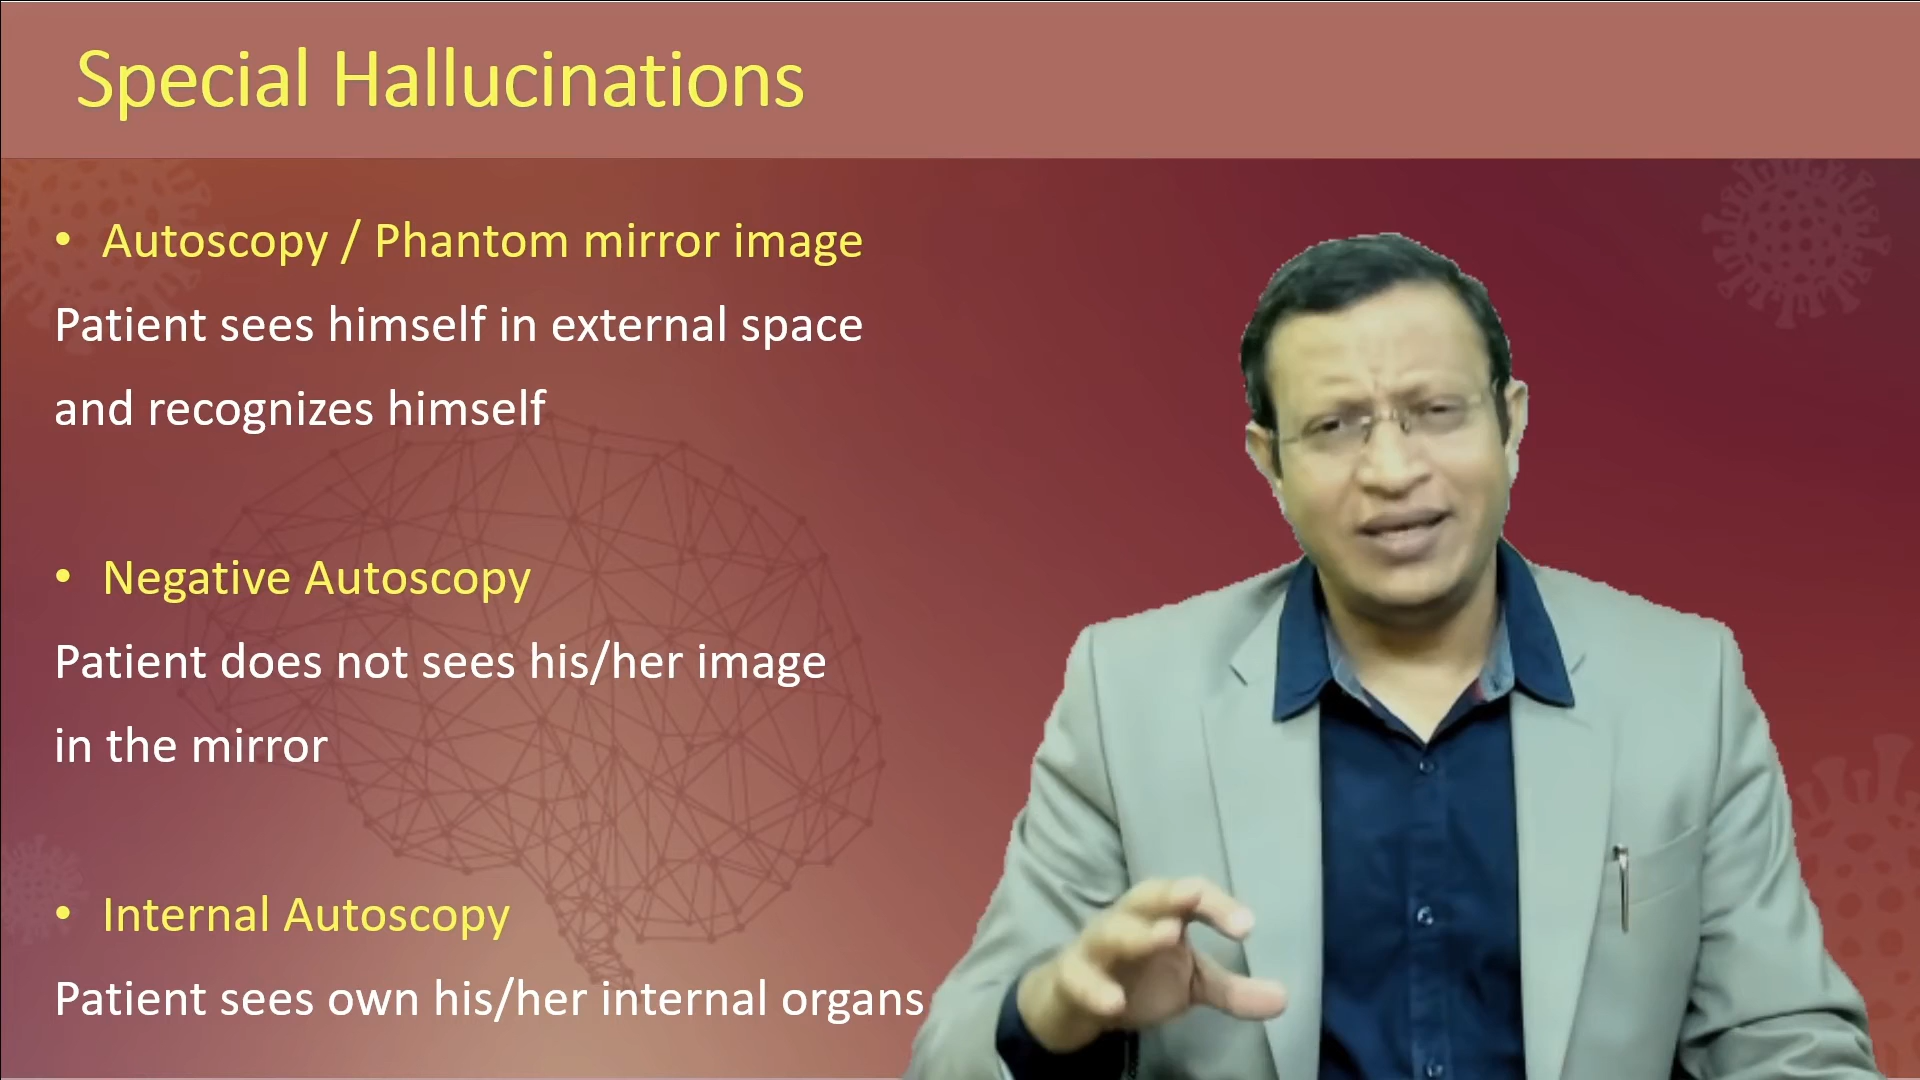 Special Hallucinations
• Autoscopy / Phantom mirror image
Patient sees himself in external space
and recognizes himself
• Negative Autoscopy
Patient does not sees his/her image
in the mirror
• Internal Autoscopy
Patient sees own his/her internal organs